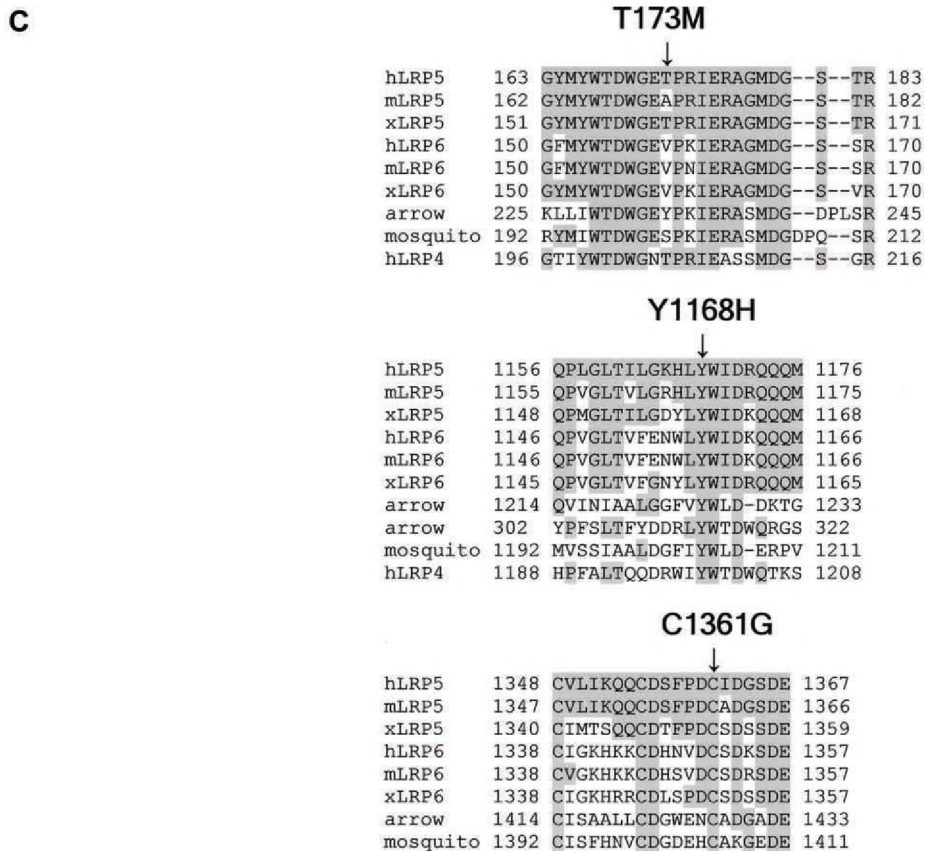 C
T173M
↓
hLRP5 163 GYMYWTDWGETPRIERAGMDG--S--TR 183
mLRP5 162 GYMYWTDWGEAPRIERAGMDG--S--TR 182
xLRP5 151 GYMYWTDWGETPRIERAGMDG--S--TR 171
hLRP6 150 GFMYWTDWGEVPKIERAGMDG--S--SR 170
mLRP6 150 GFMYWTDWGEVPNIERAGMDG--S--SR 170
xLRP6 150 GYMYWTDWGEVPKIERAGMDG--S--VR 170
arrow 225 KLLIWTDWGEYPKIERASMDG--DPLSR 245
mosquito 192 RYMIWTDWGESPKIERASMDGDPQ--SR 212
hLRP4 196 GTIYWTDWGNTPRIEASSMDG--S--GR 216
Y1168H
↓
hLRP5 1156 QPLGLTILGKHLYWIDRQQQM 1176
mLRP5 1155 QPVGLTVLGRHLYWIDRQQQM 1175
xLRP5 1148 QPMGLTILGDYLYWIDKQQQM 1168
hLRP6 1146 QPVGLTVFENWLYWIDKQQQM 1166
mLRP6 1146 QPVGLTVFENWLYWIDKQQQM 1166
xLRP6 1145 QPVGLTVFGNYLYWIDRQQQM 1165
arrow 1214 QVINIAALGGFVYWLD-DKTG 1233
arrow 302 YPFSLTFYDDRLYWTDWQRGS 322
mosquito 1192 MVSSIAALDGFIYWLD-ERPV 1211
hLRP4 1188 HPFALTQQDRWIYWTDWQTKS 1208
C1361G
↓
hLRP5 1348 CVLIKQQCDSFPDCIDGSDE 1367
mLRP5 1347 CVLIKQQCDSFPDCADGSDE 1366
xLRP5 1340 CIMTSQQCDTFPDCSDSSDE 1359
hLRP6 1338 CIGKHKKCDHNVDCSDKSDE 1357
mLRP6 1338 CVGKHKKCDHSVDCSDRSDE 1357
xLRP6 1338 CIGKHRRCDLSPDCSDSSDE 1357
arrow 1414 CISAALLCDGWENCADGADE 1433
mosquito 1392 CISFHNVCDGDEHCAKGEDE 1411